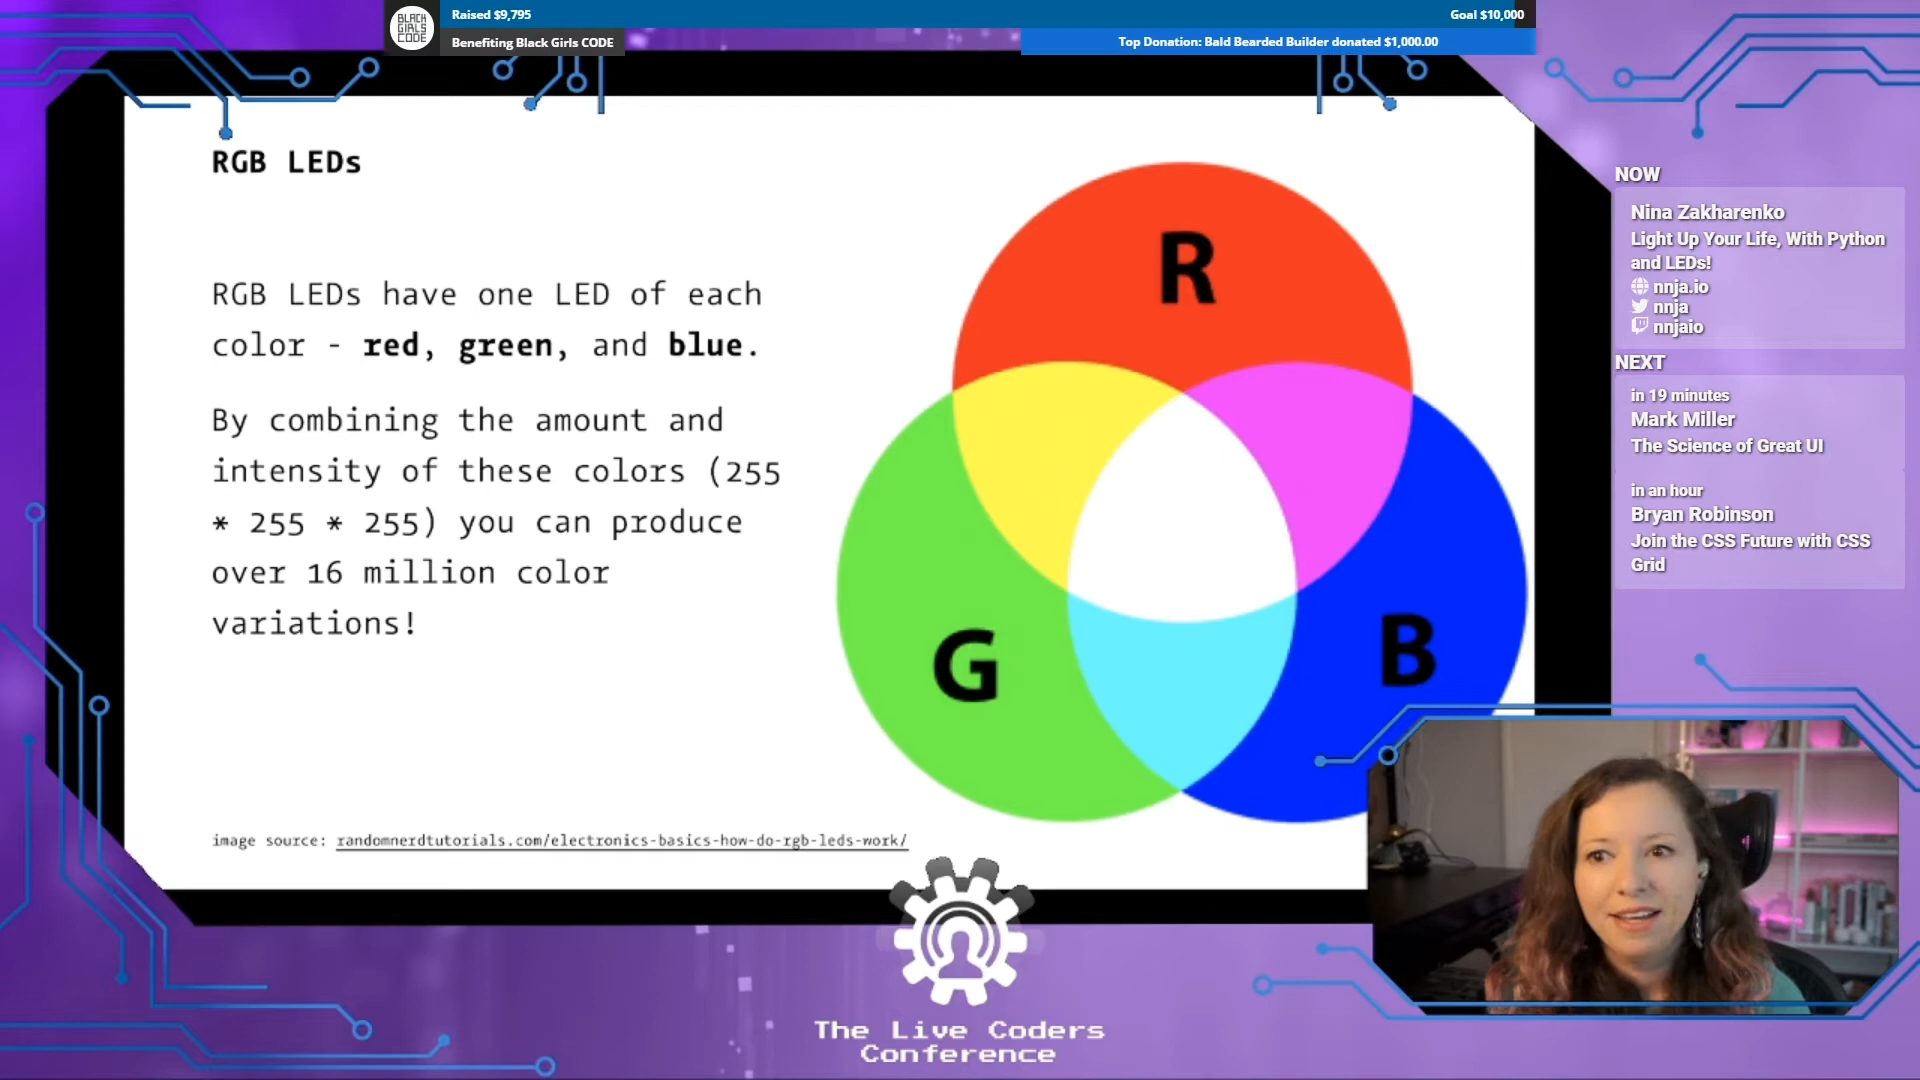 BLACK
GIRLS
CODE
Raised $9,795
Goal $10,000
Benefiting Black Girls CODE
Top Donation: Bald Bearded Builder donated $1,000.00
RGB LEDs
RGB LEDs have one LED of each
color - red, green, and blue.
By combining the amount and
intensity of these colors (255
* 255 * 255) you can produce
over 16 million color
variations!
R
G
B
image source: randomnerdtutorials.com/electronics-basics-how-do-rgb-leds-work/
NOW
Nina Zakharenko
Light Up Your Life, With Python
and LEDs!
nnja.io
nnja
nnjaio
NEXT
in 19 minutes
Mark Miller
The Science of Great UI
in an hour
Bryan Robinson
Join the CSS Future with CSS
Grid
The Live Coders
Conference